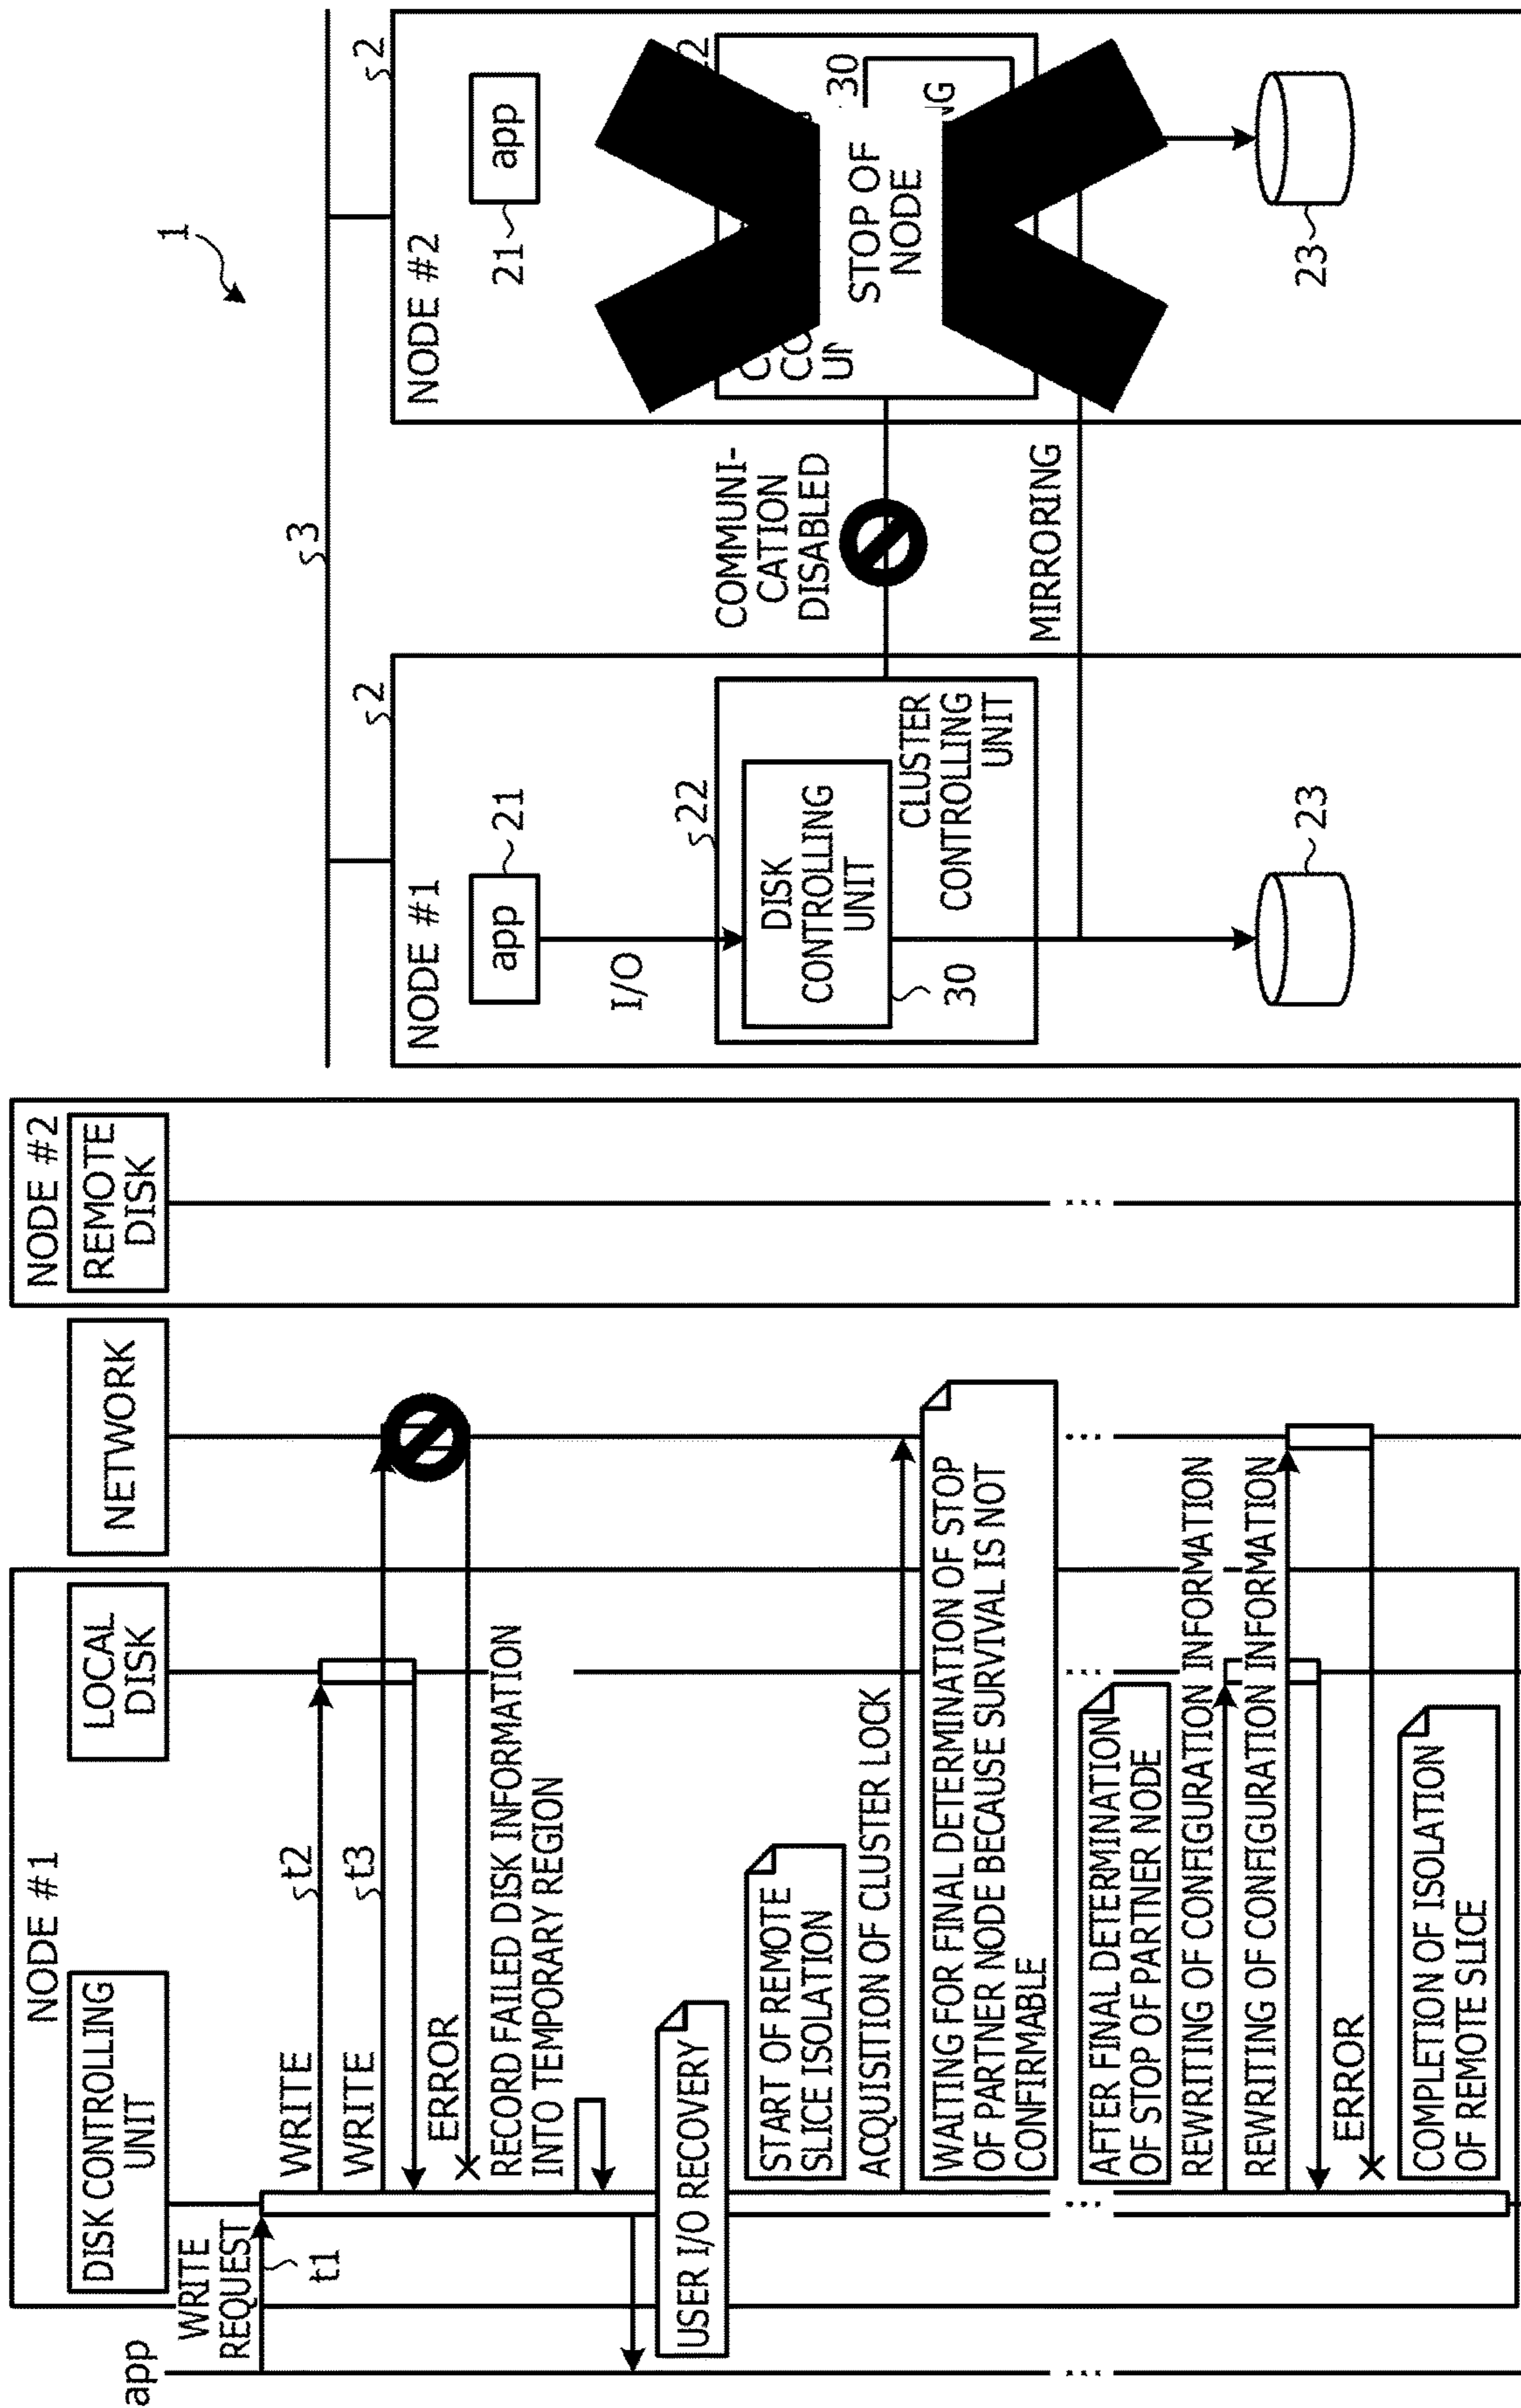 NODE #1
NODE #2
DISK CONTROLLING
UNIT
LOCAL
DISK
NETWORK
REMOTE
DISK
app
WRITE
REQUEST
t1
WRITE
t2
WRITE
t3
ERROR
RECORD FAILED DISK INFORMATION
INTO TEMPORARY REGION
USER I/O RECOVERY
START OF REMOTE
SLICE ISOLATION
ACQUISITION OF CLUSTER LOCK
WAITING FOR FINAL DETERMINATION OF STOP
OF PARTNER NODE BECAUSE SURVIVAL IS NOT
CONFIRMABLE
AFTER FINAL DETERMINATION
OF STOP OF PARTNER NODE
REWRITING OF CONFIGURATION INFORMATION
REWRITING OF CONFIGURATION INFORMATION
ERROR
COMPLETION OF ISOLATION
OF REMOTE SLICE
1
3
2
NODE #1
app
21
I/O
22
DISK
CONTROLLING
UNIT
30
CLUSTER
CONTROLLING
UNIT
23
COMMUNI-
CATION
DISABLED
MIRRORING
2
NODE #2
app
21
30
STOP OF
NODE
23